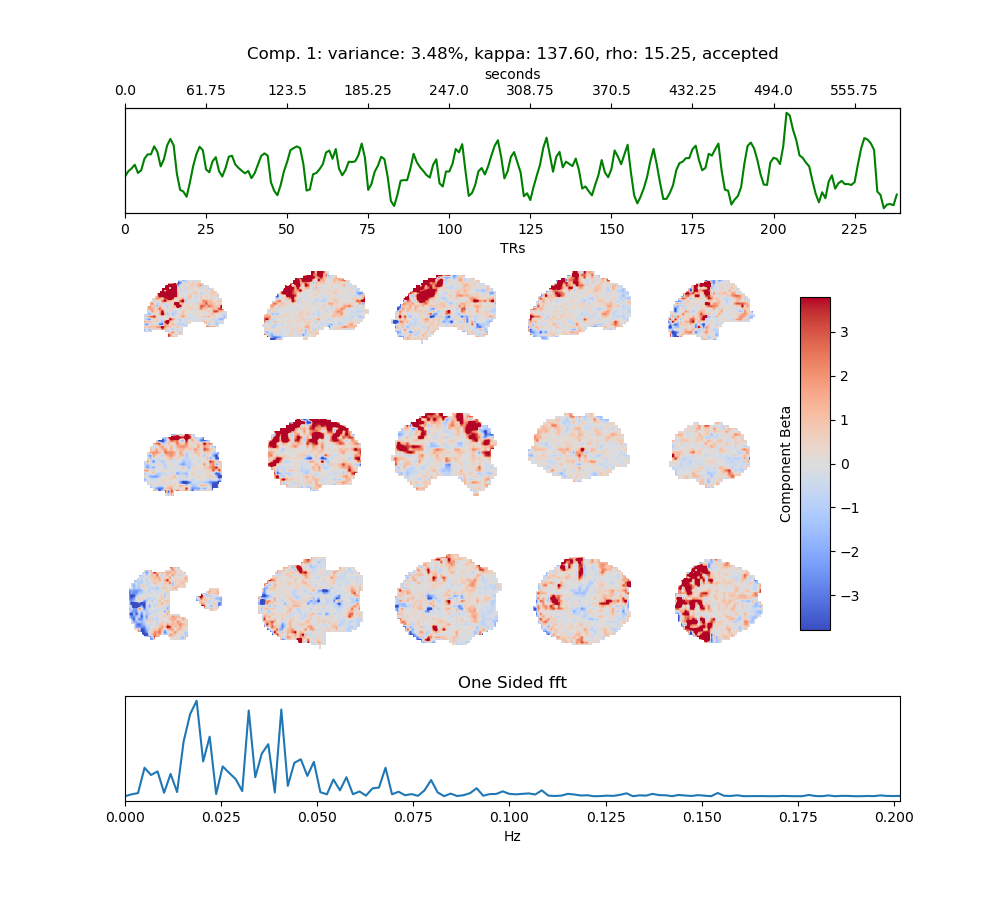 Comp. 1: variance: 3.48%, kappa: 137.60, rho: 15.25, accepted
seconds
0.0 61.75 123.5 185.25 247.0 308.75 370.5 432.25 494.0 555.75
0 25 50 75 100 125 150 175 200 225
TRs
3
2
1
0
−1
−2
−3
Component Beta
One Sided fft
0.000 0.025 0.050 0.075 0.100 0.125 0.150 0.175 0.200
Hz